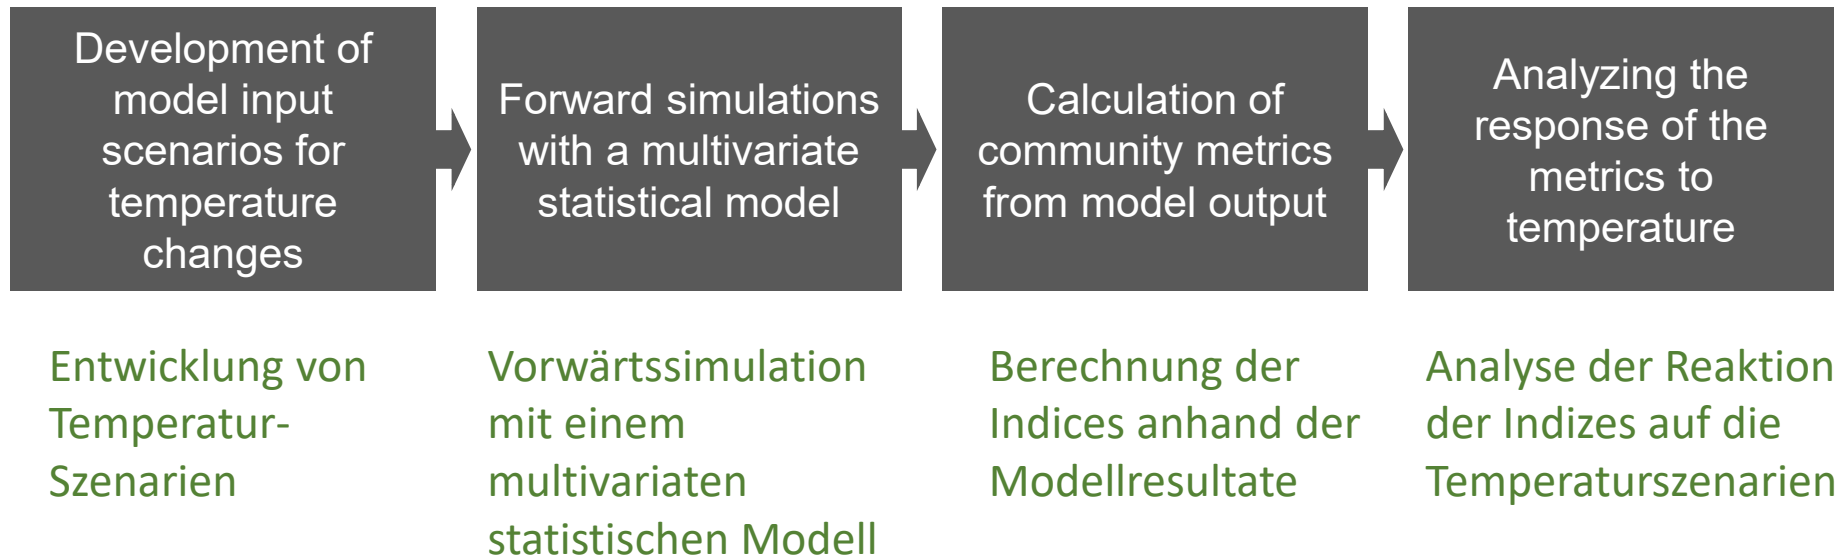 Development of
model input
scenarios for
temperature
changes
Forward simulations
with a multivariate
statistical model
Calculation of
community metrics
from model output
Analyzing the
response of the
metrics to
temperature
Entwicklung von
Temperatur-
Szenarien
Vorwärtssimulation
mit einem
multivariaten
statistischen Modell
Berechnung der
Indices anhand der
Modellresultate
Analyse der Reaktion
der Indizes auf die
Temperaturszenarien